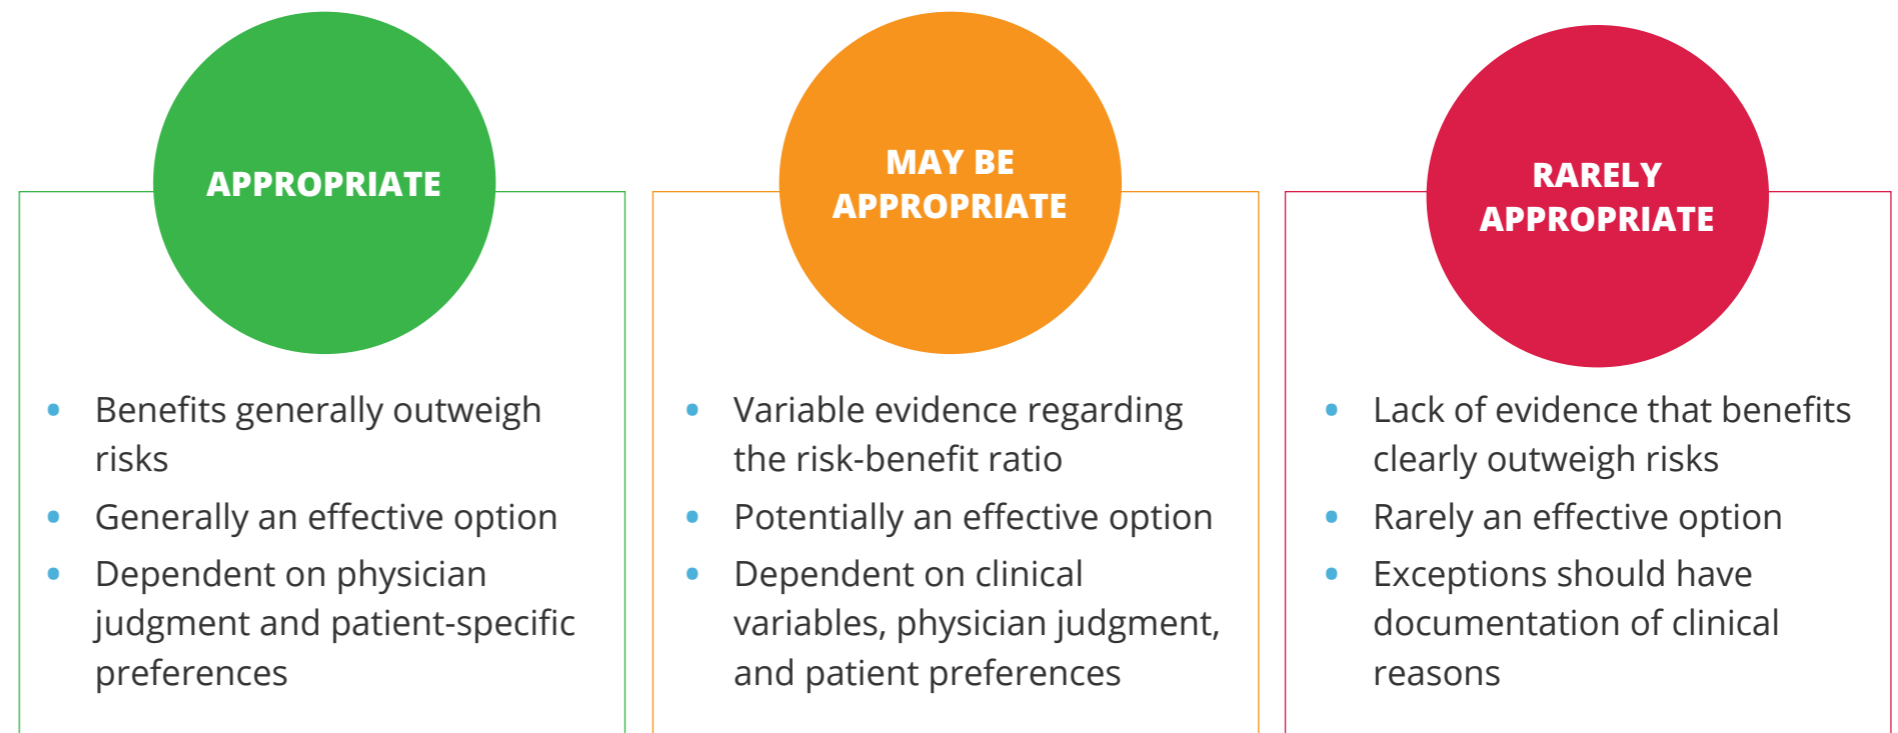 APPROPRIATE
• Benefits generally outweigh
risks
• Generally an effective option
• Dependent on physician
judgment and patient-specific
preferences
MAY BE
APPROPRIATE
• Variable evidence regarding
the risk-benefit ratio
• Potentially an effective option
• Dependent on clinical
variables, physician judgment,
and patient preferences
RARELY
APPROPRIATE
• Lack of evidence that benefits
clearly outweigh risks
• Rarely an effective option
• Exceptions should have
documentation of clinical
reasons